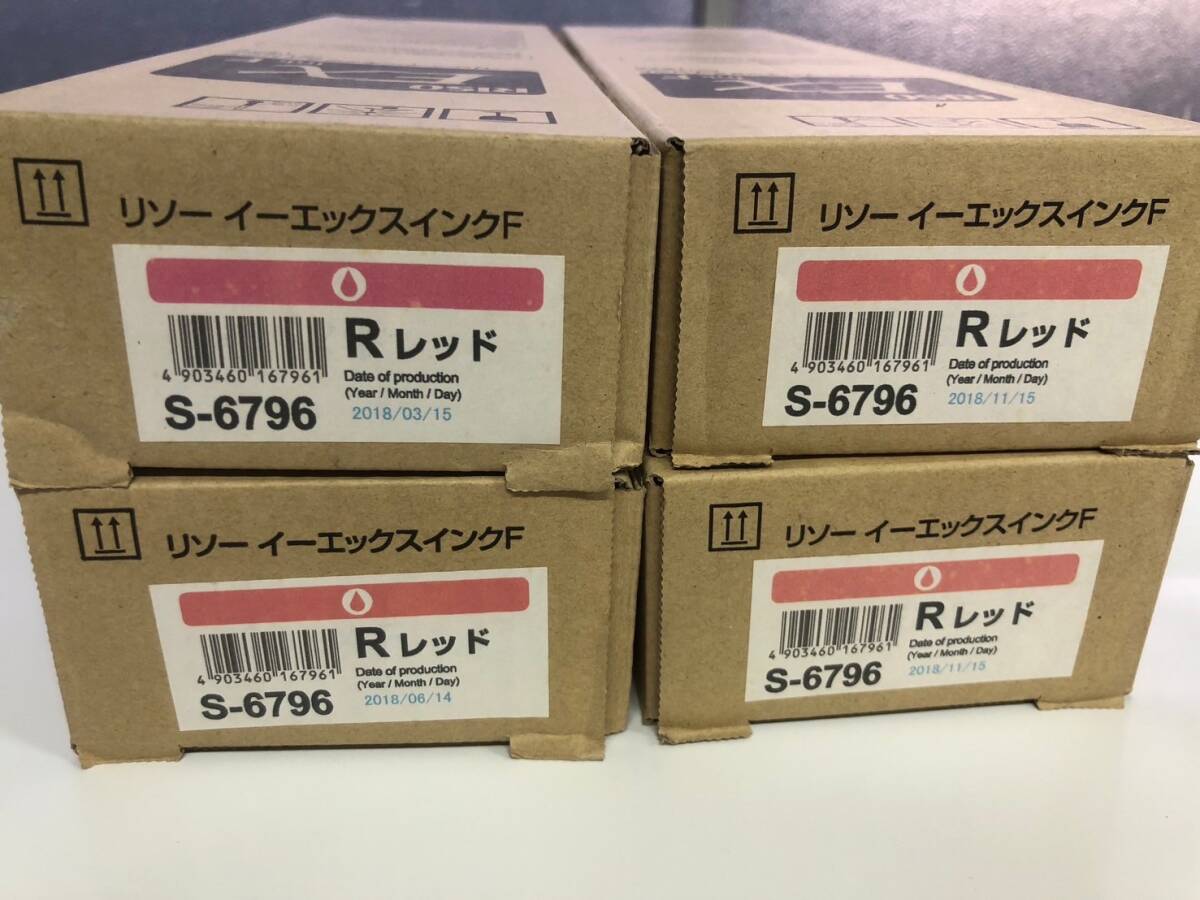 RISO
EX
INK F
リソー イーエックスインクF
R レッド
4 903460 167961
Date of production
(Year / Month / Day)
S-6796
2018/03/15
RISO
EX
INK F
リソー イーエックスインクF
R レッド
4 903460 167961
Date of production
(Year / Month / Day)
S-6796
2018/11/15
リソー イーエックスインクF
R レッド
4 903460 167961
Date of production
(Year / Month / Day)
S-6796
2018/06/14
リソー イーエックスインクF
R レッド
4 903460 167961
Date of production
(Year / Month / Day)
S-6796
2018/11/15